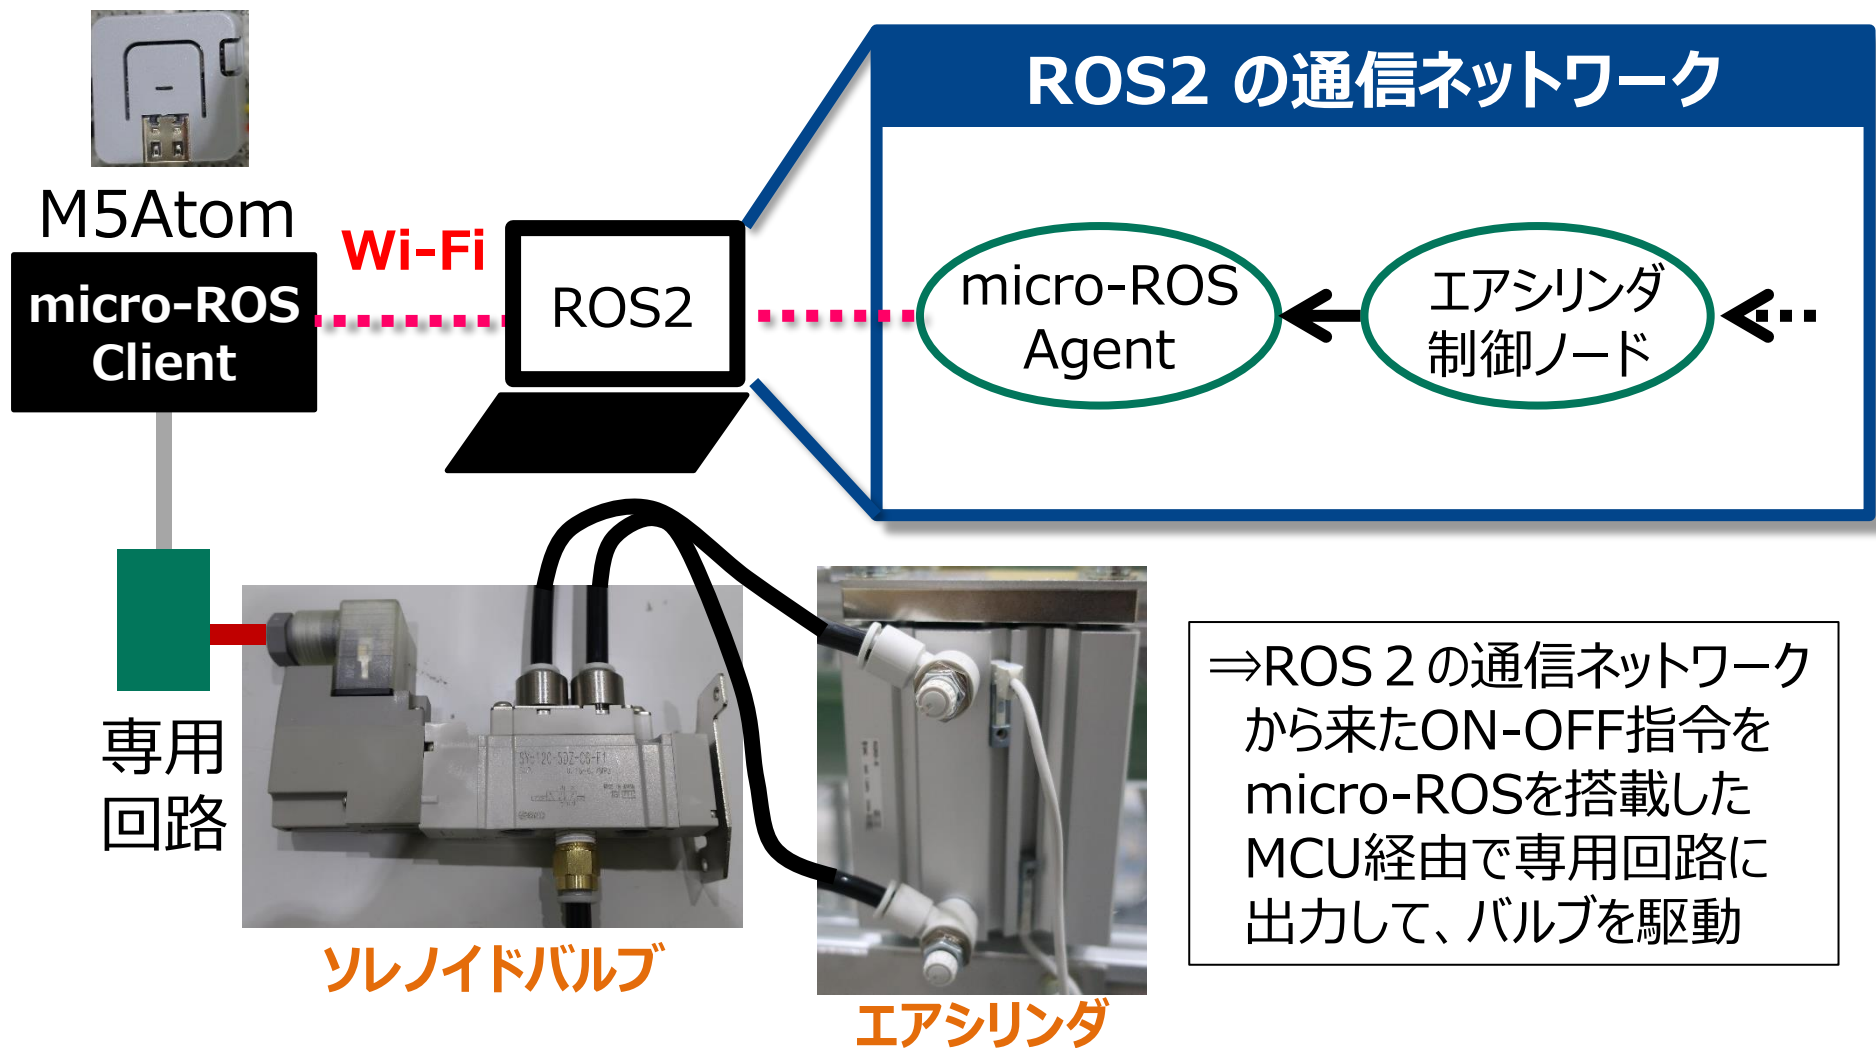 ROS2 の通信ネットワーク
M5Atom
micro-ROS
Client
Wi-Fi
ROS2
micro-ROS
Agent
エアシリンダ
制御ノード
専用
回路
ソレノイドバルブ
エアシリンダ
⇒ROS２の通信ネットワーク
から来たON-OFF指令を
micro-ROSを搭載した
MCU経由で専用回路に
出力して、バルブを駆動